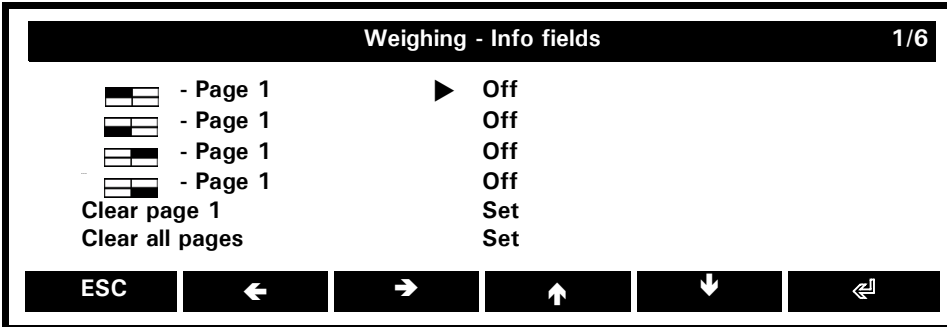 Weighing - Info fields 1/6
- Page 1 ▶ Off
- Page 1 Off
- Page 1 Off
- Page 1 Off
Clear page 1 Set
Clear all pages Set
ESC